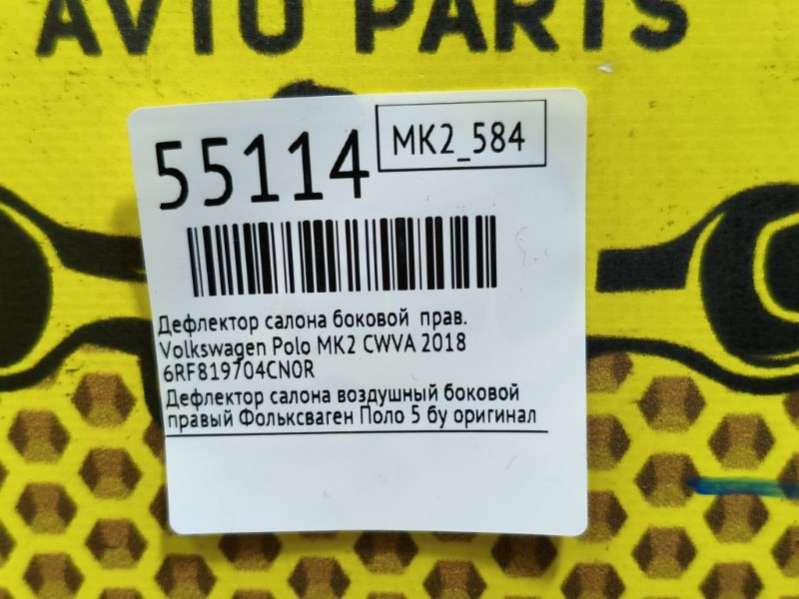 AVTO PARTS
55114
MK2_584
Дефлектор салона боковой прав.
Volkswagen Polo MK2 CWVA 2018
6RF819704CN0R
Дефлектор салона воздушный боковой
правый Фольксваген Поло 5 бу оригинал